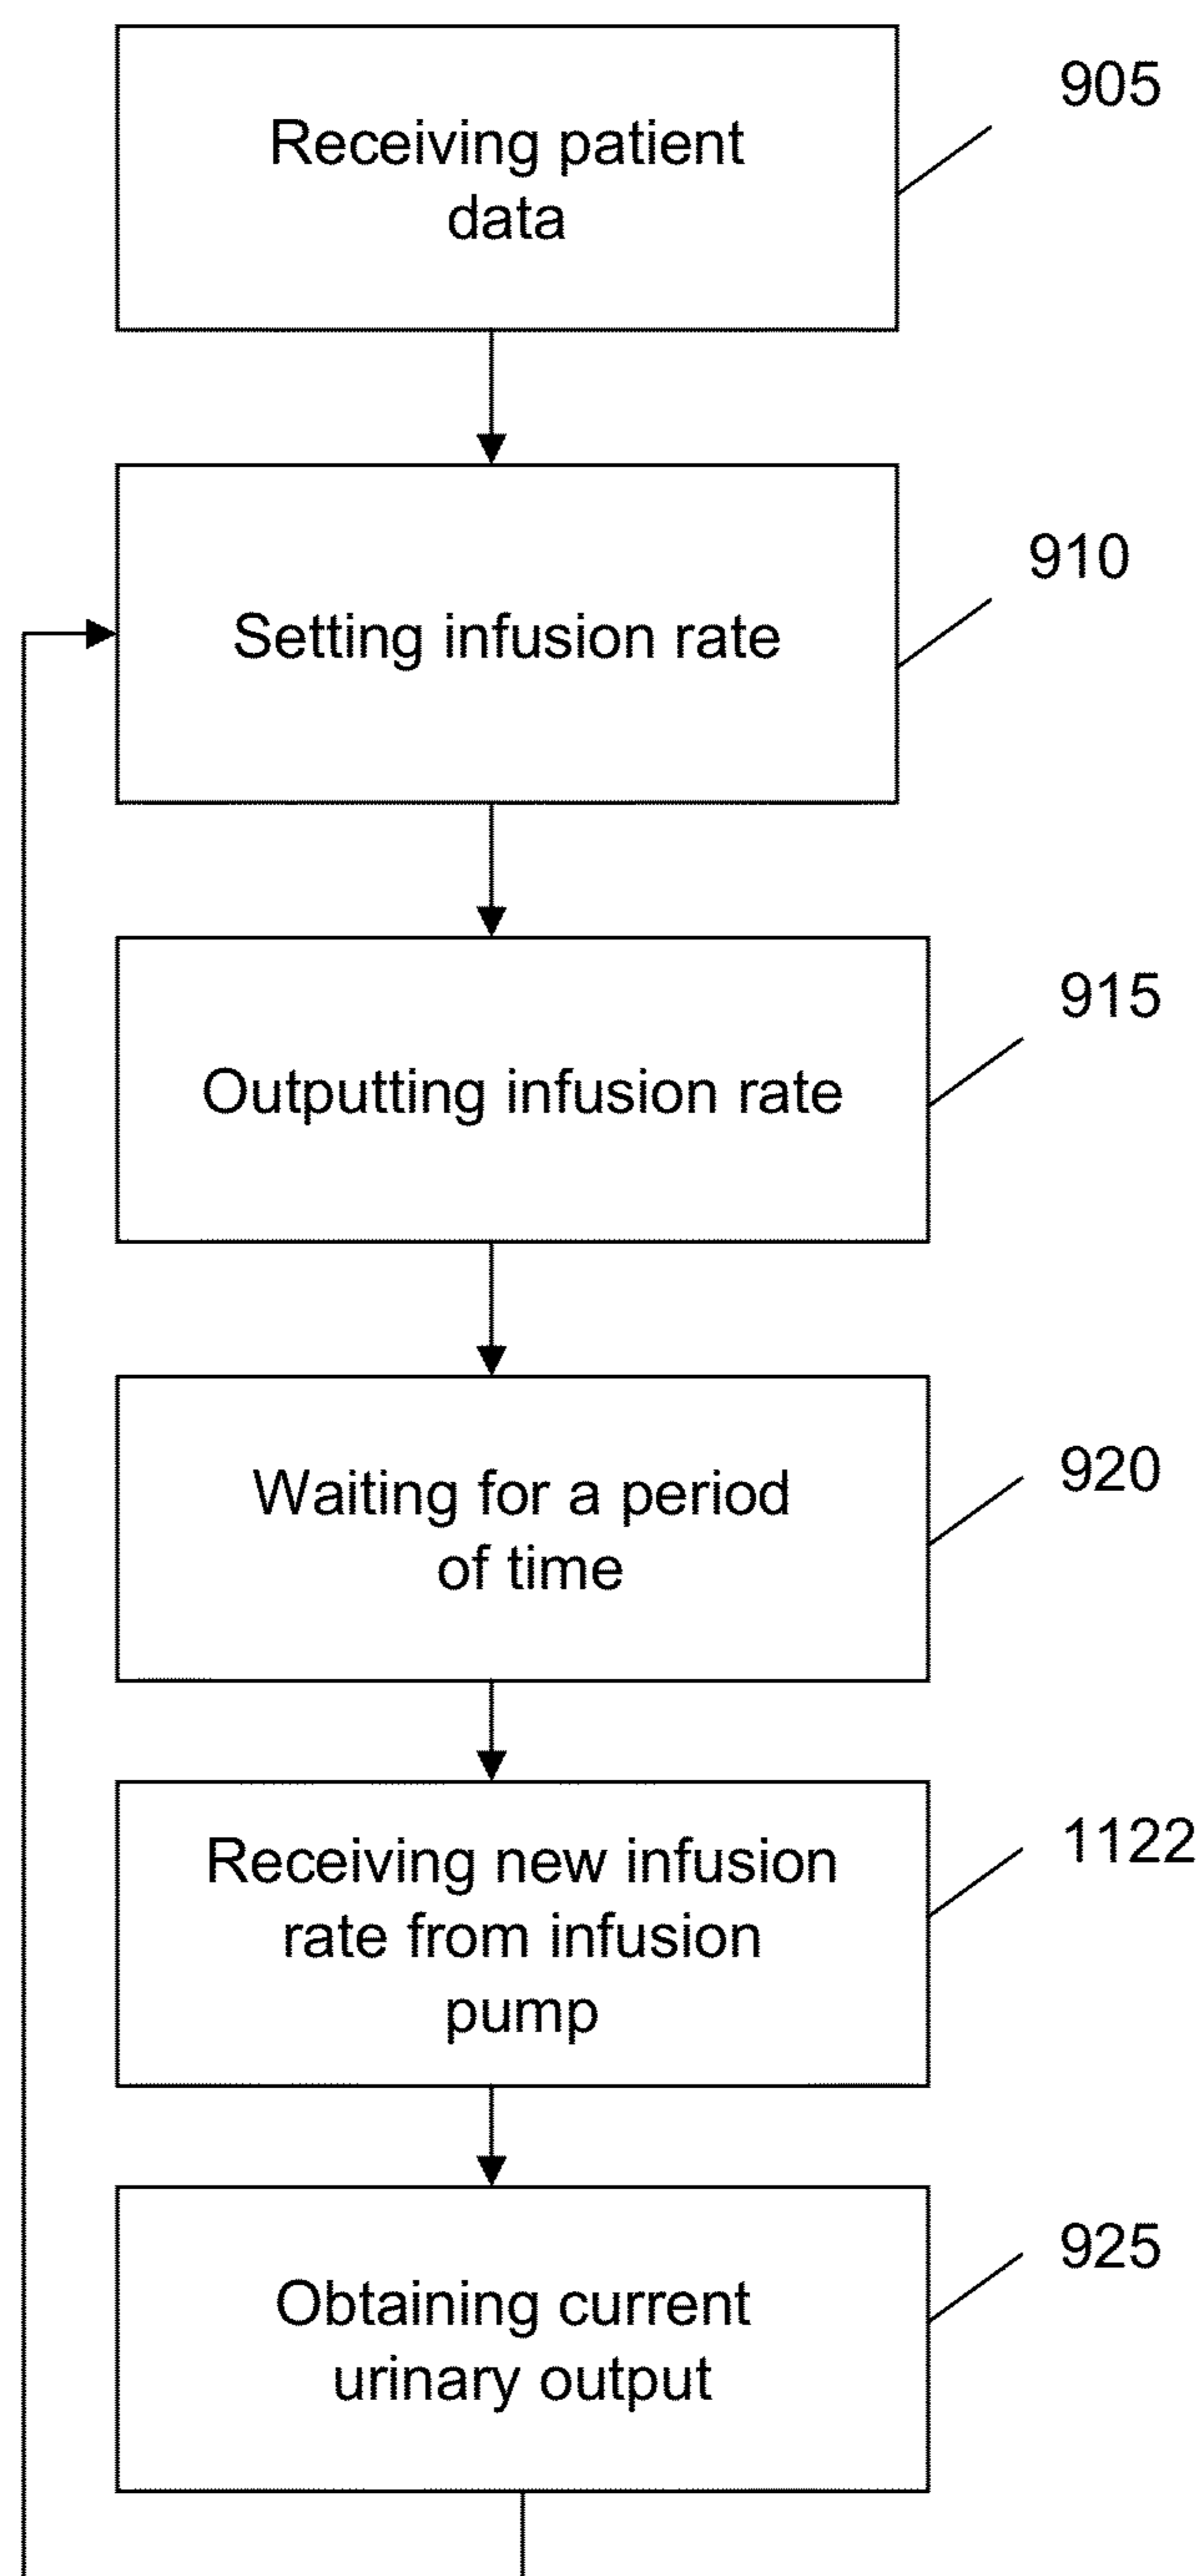 Receiving patient
data
905
Setting infusion rate
910
Outputting infusion rate
915
Waiting for a period
of time
920
Receiving new infusion
rate from infusion
pump
1122
Obtaining current
urinary output
925